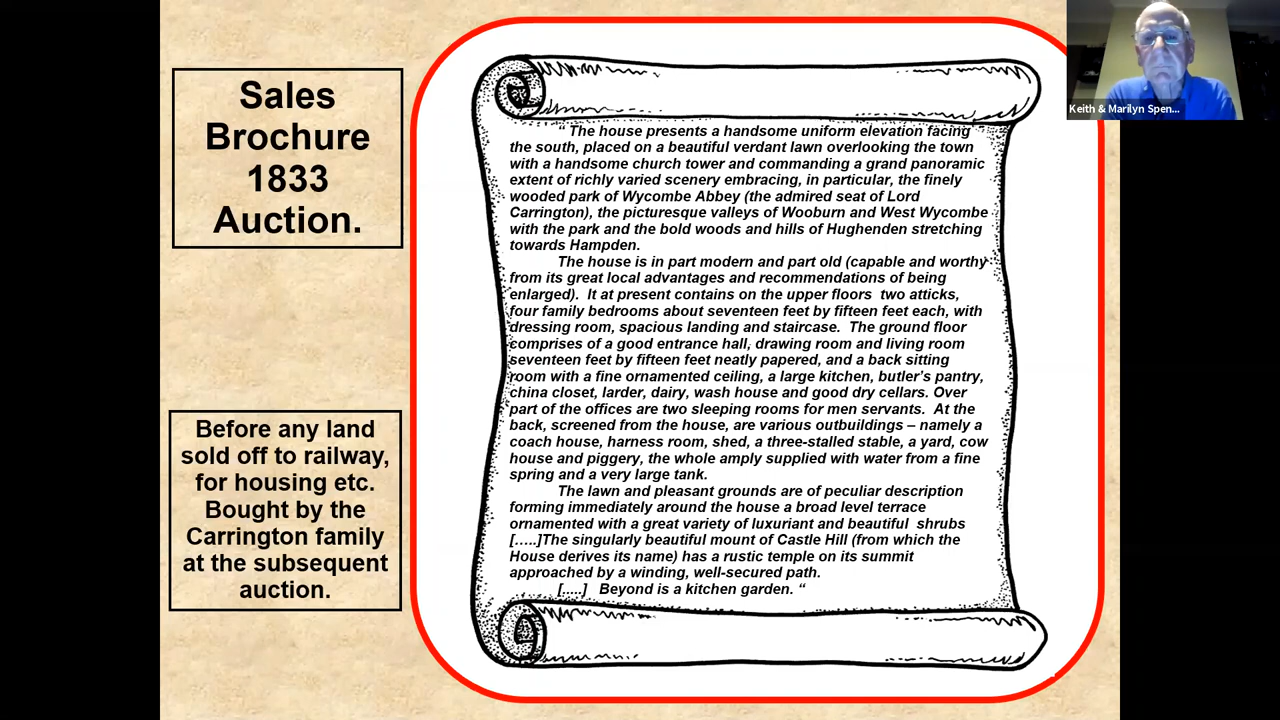 Sales
Brochure
1833
Auction.
Before any land
sold off to railway,
for housing etc.
Bought by the
Carrington family
at the subsequent
auction.
“ The house presents a handsome uniform elevation facing
the south, placed on a beautiful verdant lawn overlooking the town
with a handsome church tower and commanding a grand panoramic
extent of richly varied scenery embracing, in particular, the finely
wooded park of Wycombe Abbey (the admired seat of Lord
Carrington), the picturesque valleys of Wooburn and West Wycombe
with the park and the bold woods and hills of Hughenden stretching
towards Hampden.
The house is in part modern and part old (capable and worthy
from its great local advantages and recommendations of being
enlarged). It at present contains on the upper floors two atticks,
four family bedrooms about seventeen feet by fifteen feet each, with
dressing room, spacious landing and staircase. The ground floor
comprises of a good entrance hall, drawing room and living room
seventeen feet by fifteen feet neatly papered, and a back sitting
room with a fine ornamented ceiling, a large kitchen, butler’s pantry,
china closet, larder, dairy, wash house and good dry cellars. Over
part of the offices are two sleeping rooms for men servants. At the
back, screened from the house, are various outbuildings – namely a
coach house, harness room, shed, a three-stalled stable, a yard, cow
house and piggery, the whole amply supplied with water from a fine
spring and a very large tank.
The lawn and pleasant grounds are of peculiar description
forming immediately around the house a broad level terrace
ornamented with a great variety of luxuriant and beautiful shrubs
[…..]The singularly beautiful mount of Castle Hill (from which the
House derives its name) has a rustic temple on its summit
approached by a winding, well-secured path.
[…..] Beyond is a kitchen garden. “
Keith & Marilyn Spen...